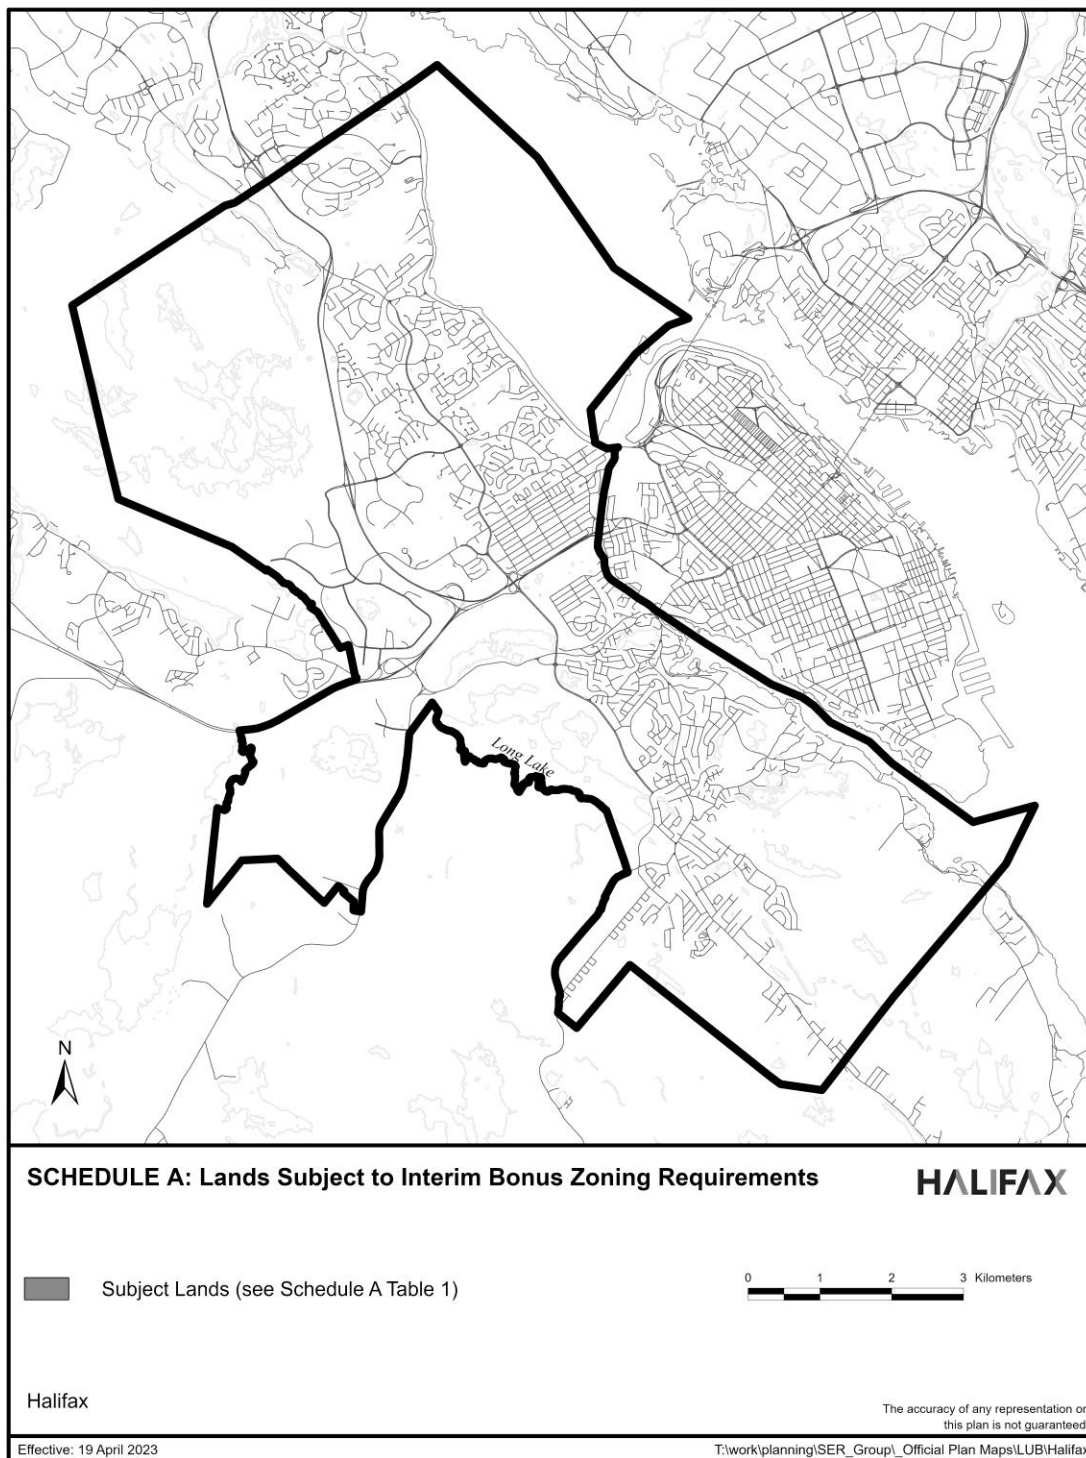 Long Lake
N
SCHEDULE A: Lands Subject to Interim Bonus Zoning Requirements
HALIFAX
Subject Lands (see Schedule A Table 1)
0 1 2 3 Kilometers
Halifax
The accuracy of any representation on
this plan is not guaranteed
Effective: 19 April 2023
T:\work\planning\SER_Group\_Official Plan Maps\LUB\Halifax